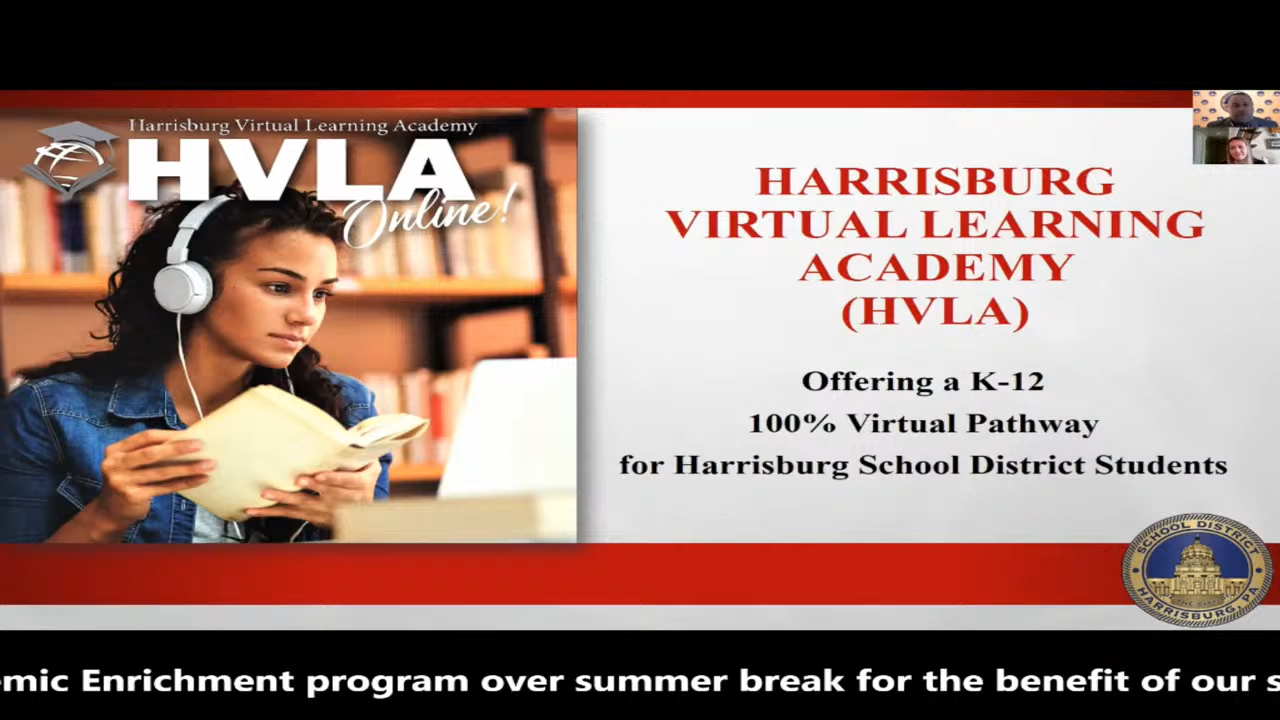 Harrisburg Virtual Learning Academy
HVLA
Online!
HARRISBURG
VIRTUAL LEARNING
ACADEMY
(HVLA)
Offering a K-12
100% Virtual Pathway
for Harrisburg School District Students
SCHOOL DISTRICT
HARRISBURG, PA
emic Enrichment program over summer break for the benefit of our s